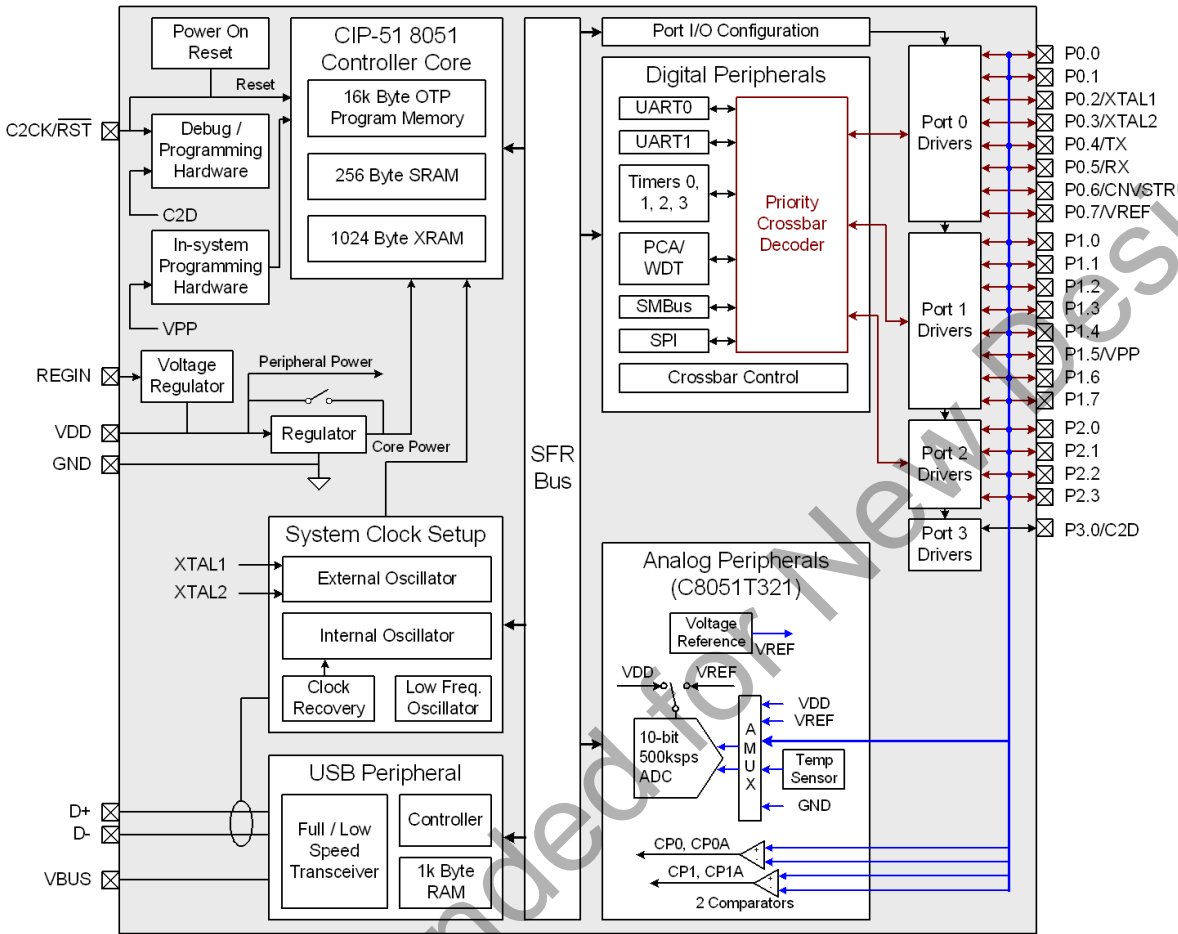 Power On
Reset
Reset
C2CK/RST
Debug /
Programming
Hardware
C2D
In-system
Programming
Hardware
VPP
CIP-51 8051
Controller Core
16k Byte OTP
Program Memory
256 Byte SRAM
1024 Byte XRAM
REGIN
Voltage
Regulator
Peripheral Power
VDD
Regulator
Core Power
GND
System Clock Setup
XTAL1
XTAL2
External Oscillator
Internal Oscillator
Clock
Recovery
Low Freq.
Oscillator
USB Peripheral
D+
D-
VBUS
Full / Low
Speed
Transceiver
Controller
1k Byte
RAM
SFR
Bus
Port I/O Configuration
Digital Peripherals
UART0
UART1
Timers 0,
1, 2, 3
PCA/
WDT
SMBus
SPI
Priority
Crossbar
Decoder
Crossbar Control
Port 0
Drivers
Port 1
Drivers
Port 2
Drivers
Port 3
Drivers
P0.0
P0.1
P0.2/XTAL1
P0.3/XTAL2
P0.4/TX
P0.5/RX
P0.6/CNVSTR
P0.7/VREF
P1.0
P1.1
P1.2
P1.3
P1.4
P1.5/VPP
P1.6
P1.7
P2.0
P2.1
P2.2
P2.3
P3.0/C2D
Analog Peripherals
(C8051T321)
Voltage
Reference
VREF
VDD
VREF
10-bit
500ksps
ADC
A
M
U
X
VDD
VREF
Temp
Sensor
GND
CP0, CP0A
+
-
CP1, CP1A
+
-
2 Comparators
nded for New Desi